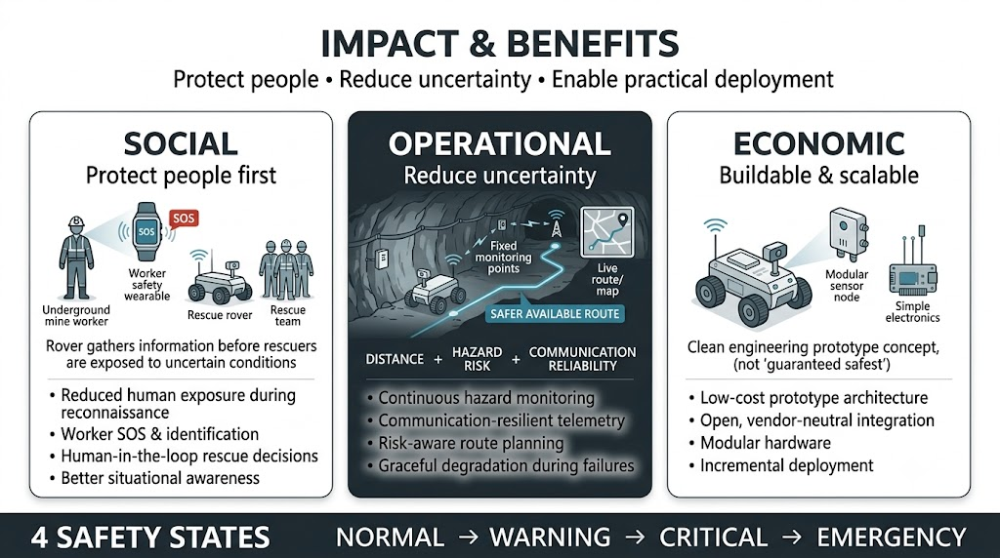 IMPACT & BENEFITS
Protect people • Reduce uncertainty • Enable practical deployment
SOCIAL
Protect people first
SOS
SOS
Worker
safety
wearable
Underground
mine worker
Rescue rover
Rescue
team
Rover gathers information before rescuers
are exposed to uncertain conditions
• Reduced human exposure during
reconnaissance
• Worker SOS & identification
• Human-in-the-loop rescue decisions
• Better situational awareness
OPERATIONAL
Reduce uncertainty
Fixed
monitoring
points
Live
route/
map
SAFER AVAILABLE ROUTE
DISTANCE + HAZARD RISK + COMMUNICATION RELIABILITY
• Continuous hazard monitoring
• Communication-resilient telemetry
• Risk-aware route planning
• Graceful degradation during failures
ECONOMIC
Buildable & scalable
Modular
sensor
node
Simple
electronics
Clean engineering prototype concept,
(not ‘guaranteed safest’)
• Low-cost prototype architecture
• Open, vendor-neutral integration
• Modular hardware
• Incremental deployment
4 SAFETY STATES
NORMAL → WARNING → CRITICAL → EMERGENCY